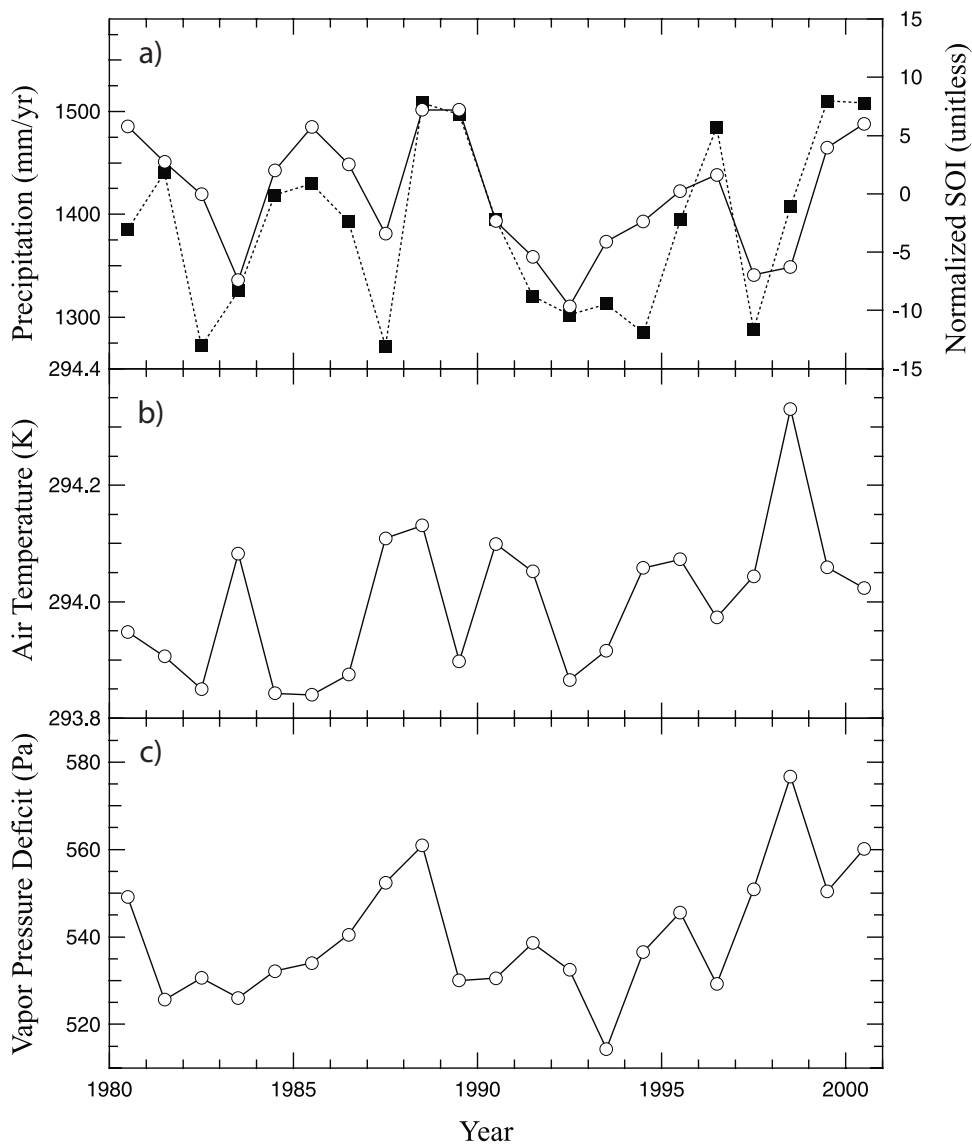 a)
Precipitation (mm/yr)
1500
1400
1300
Normalized SOI (unitless)
15
10
5
0
-5
-10
-15
b)
Air Temperature (K)
294.4
294.2
294.0
293.8
c)
Vapor Pressure Deficit (Pa)
580
560
540
520
1980 1985 1990 1995 2000
Year